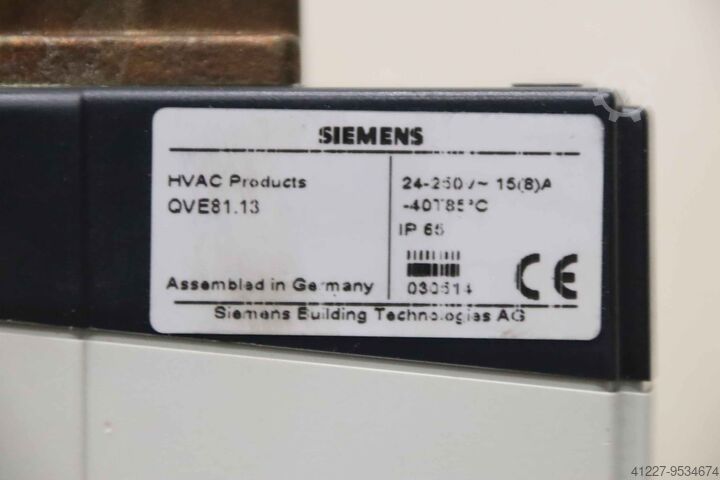 SIEMENS
HVAC Products
QVE81.13
24-250V~ 15(8)A
-40T85°C
IP 65
030514
Assembled in Germany
CE
Siemens Building Technologies AG
41227-9534674